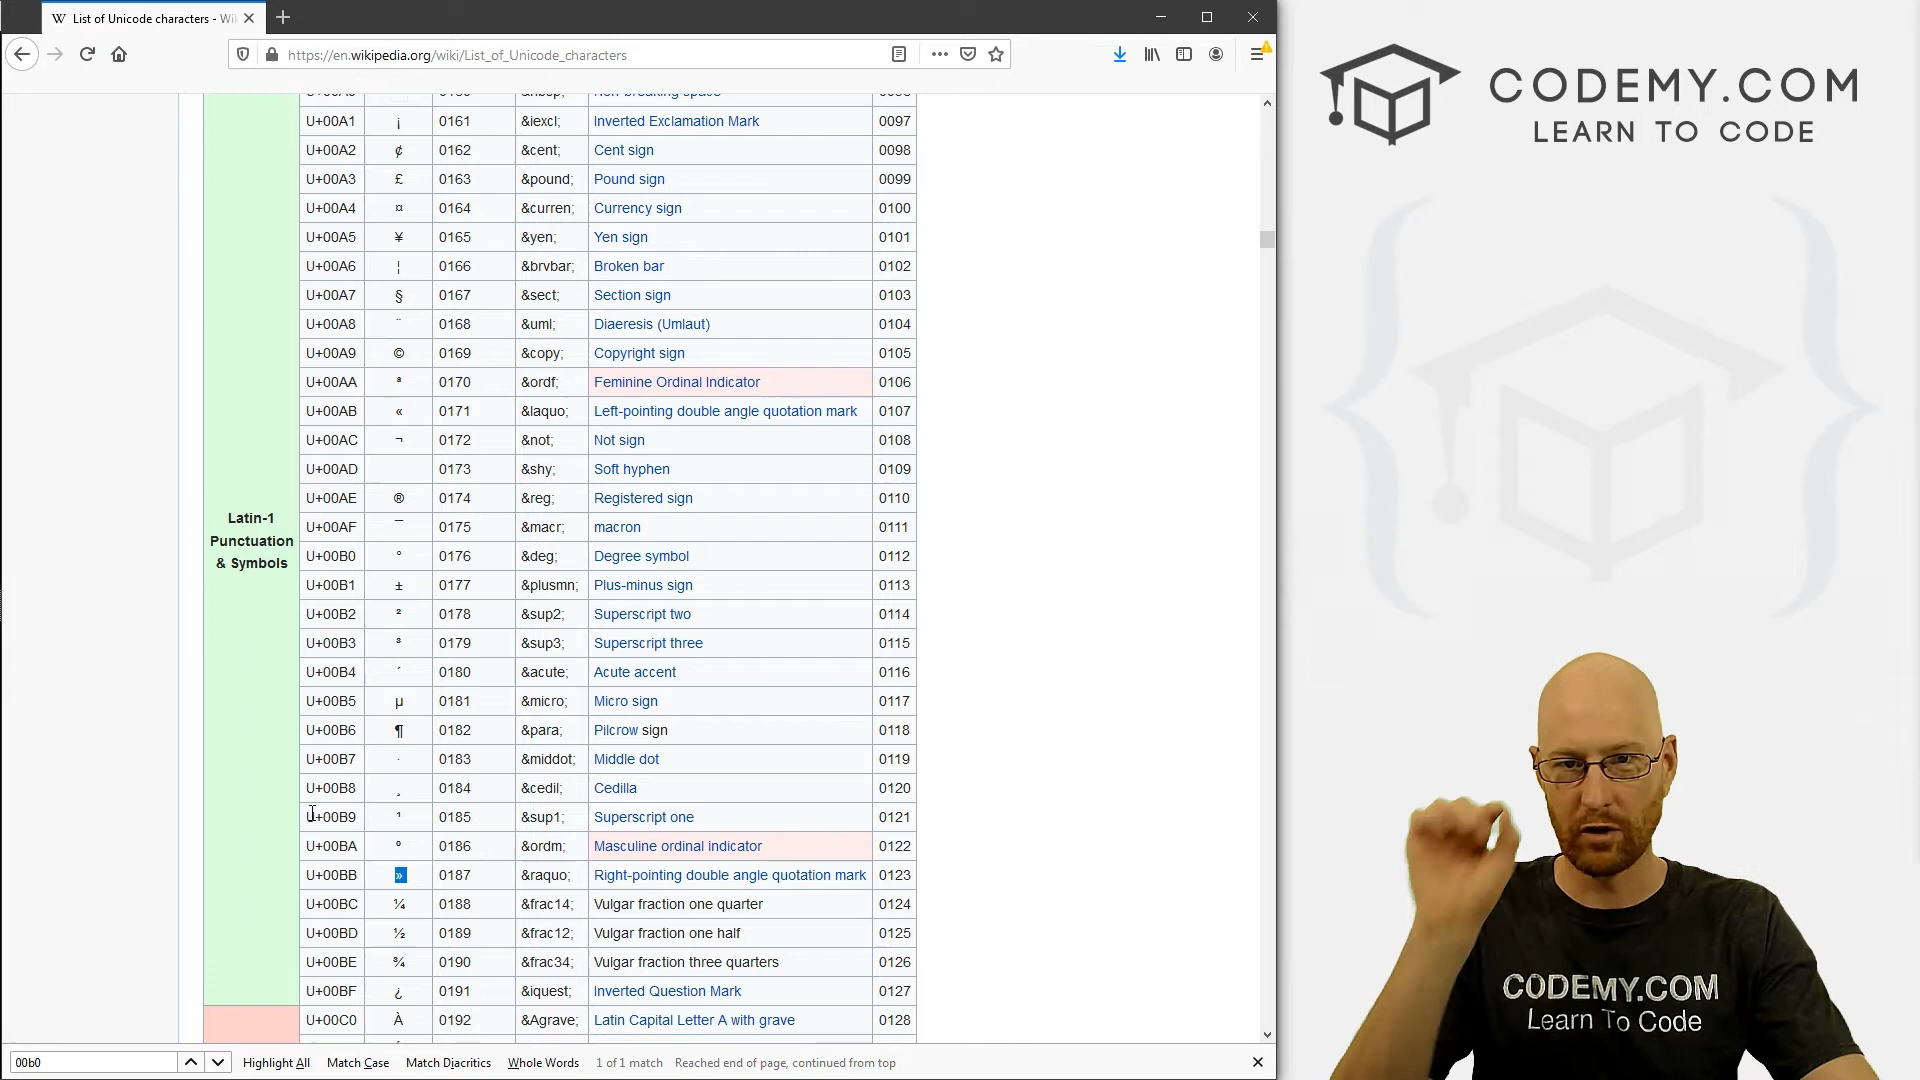 List of Unicode characters - Wi
https://en.wikipedia.org/wiki/List_of_Unicode_characters
U+00A1 ¡ 0161 &iexcl; Inverted Exclamation Mark 0097
U+00A2 ¢ 0162 &cent; Cent sign 0098
U+00A3 £ 0163 &pound; Pound sign 0099
U+00A4 ¤ 0164 &curren; Currency sign 0100
U+00A5 ¥ 0165 &yen; Yen sign 0101
U+00A6 ¦ 0166 &brvbar; Broken bar 0102
U+00A7 § 0167 &sect; Section sign 0103
U+00A8 ¨ 0168 &uml; Diaeresis (Umlaut) 0104
U+00A9 © 0169 &copy; Copyright sign 0105
U+00AA ª 0170 &ordf; Feminine Ordinal Indicator 0106
U+00AB « 0171 &laquo; Left-pointing double angle quotation mark 0107
U+00AC ¬ 0172 &not; Not sign 0108
U+00AD 0173 &shy; Soft hyphen 0109
U+00AE ® 0174 &reg; Registered sign 0110
U+00AF ¯ 0175 &macr; macron 0111
U+00B0 ° 0176 &deg; Degree symbol 0112
U+00B1 ± 0177 &plusmn; Plus-minus sign 0113
U+00B2 ² 0178 &sup2; Superscript two 0114
U+00B3 ³ 0179 &sup3; Superscript three 0115
U+00B4 ´ 0180 &acute; Acute accent 0116
U+00B5 µ 0181 &micro; Micro sign 0117
U+00B6 ¶ 0182 &para; Pilcrow sign 0118
U+00B7 · 0183 &middot; Middle dot 0119
U+00B8 ¸ 0184 &cedil; Cedilla 0120
U+00B9 ¹ 0185 &sup1; Superscript one 0121
U+00BA º 0186 &ordm; Masculine ordinal indicator 0122
U+00BB » 0187 &raquo; Right-pointing double angle quotation mark 0123
U+00BC ¼ 0188 &frac14; Vulgar fraction one quarter 0124
U+00BD ½ 0189 &frac12; Vulgar fraction one half 0125
U+00BE ¾ 0190 &frac34; Vulgar fraction three quarters 0126
U+00BF ¿ 0191 &iquest; Inverted Question Mark 0127
U+00C0 À 0192 &Agrave; Latin Capital Letter A with grave 0128
Latin-1
Punctuation
& Symbols
00b0 Highlight All Match Case Match Diacritics Whole Words 1 of 1 match Reached end of page, continued from top
CODEMY.COM
LEARN TO CODE
CODEMY.COM
Learn To Code